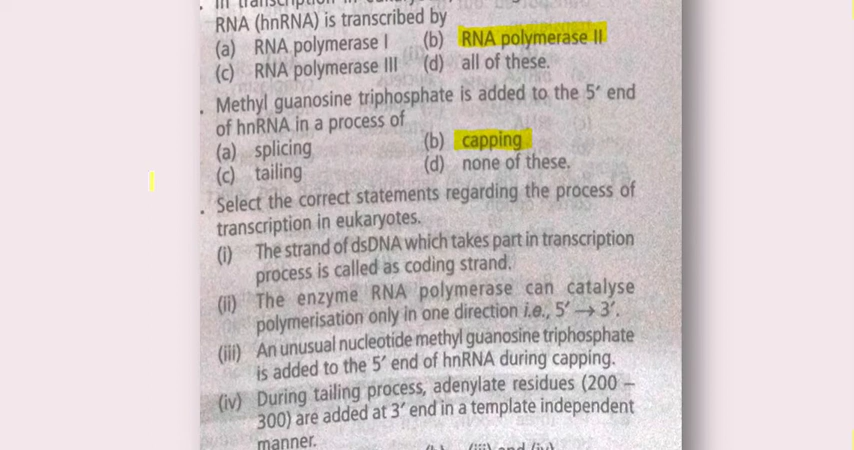 RNA (hnRNA) is transcribed by
(a) RNA polymerase I (b) RNA polymerase II
(c) RNA polymerase III (d) all of these.
Methyl guanosine triphosphate is added to the 5′ end
of hnRNA in a process of
(a) splicing (b) capping
(c) tailing (d) none of these.
Select the correct statements regarding the process of
transcription in eukaryotes.
(i) The strand of dsDNA which takes part in transcription
process is called as coding strand.
(ii) The enzyme RNA polymerase can catalyse
polymerisation only in one direction i.e., 5′ → 3′.
(iii) An unusual nucleotide methyl guanosine triphosphate
is added to the 5′ end of hnRNA during capping.
(iv) During tailing process, adenylate residues (200 –
300) are added at 3′ end in a template independent
manner.
(iii) and (iv)